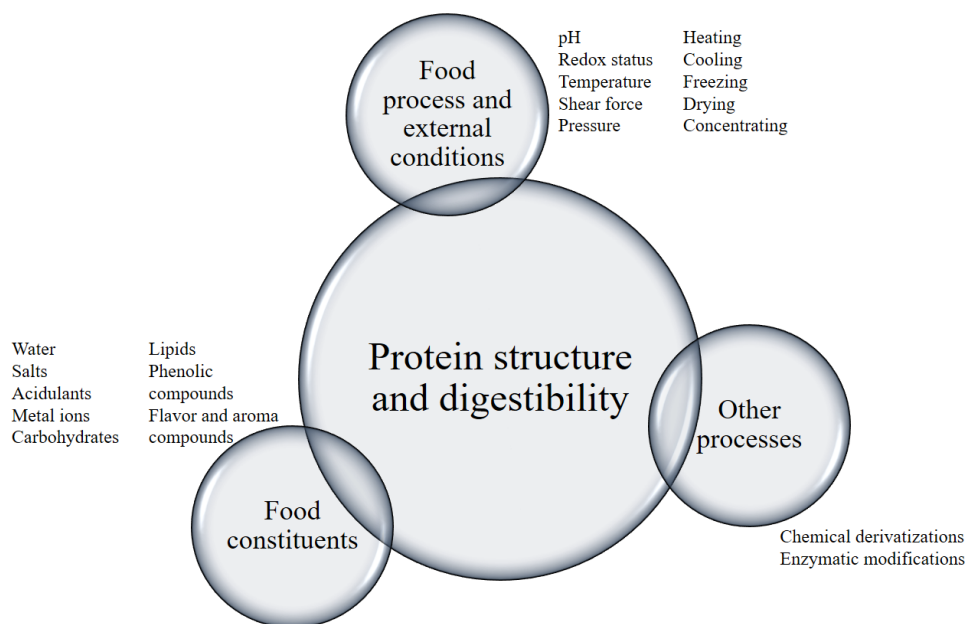 Food
process and
external
conditions
pH
Redox status
Temperature
Shear force
Pressure
Heating
Cooling
Freezing
Drying
Concentrating
Protein structure
and digestibility
Water
Salts
Acidulants
Metal ions
Carbohydrates
Lipids
Phenolic
compounds
Flavor and aroma
compounds
Other
processes
Food
constituents
Chemical derivatizations
Enzymatic modifications